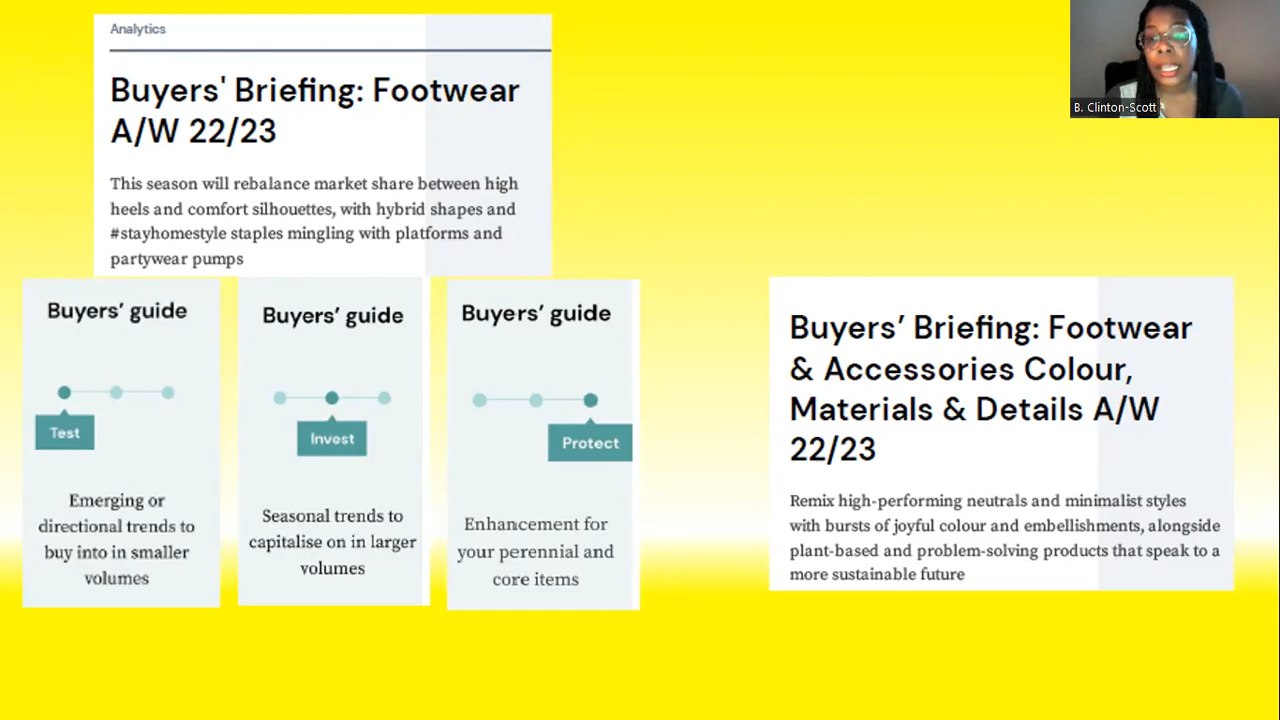 Analytics
Buyers' Briefing: Footwear
A/W 22/23
This season will rebalance market share between high
heels and comfort silhouettes, with hybrid shapes and
#stayhomestyle staples mingling with platforms and
partywear pumps
B. Clinton-Scott
Buyers’ guide
Test
Emerging or
directional trends to
buy into in smaller
volumes
Buyers’ guide
Invest
Seasonal trends to
capitalise on in larger
volumes
Buyers’ guide
Protect
Enhancement for
your perennial and
core items
Buyers’ Briefing: Footwear
& Accessories Colour,
Materials & Details A/W
22/23
Remix high-performing neutrals and minimalist styles
with bursts of joyful colour and embellishments, alongside
plant-based and problem-solving products that speak to a
more sustainable future